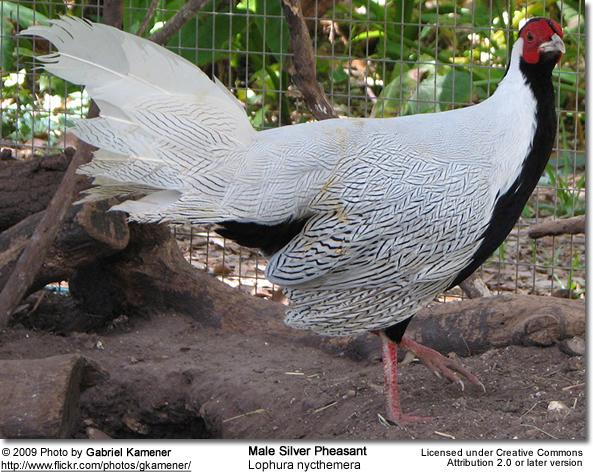 © 2009 Photo By Gabriel Kamener
http://www.flickr.com/photos/gkamener/
Male Silver Pheasant
Lophura nycthemera
Licensed under Creative Commons
Attribution 2.0 or later version